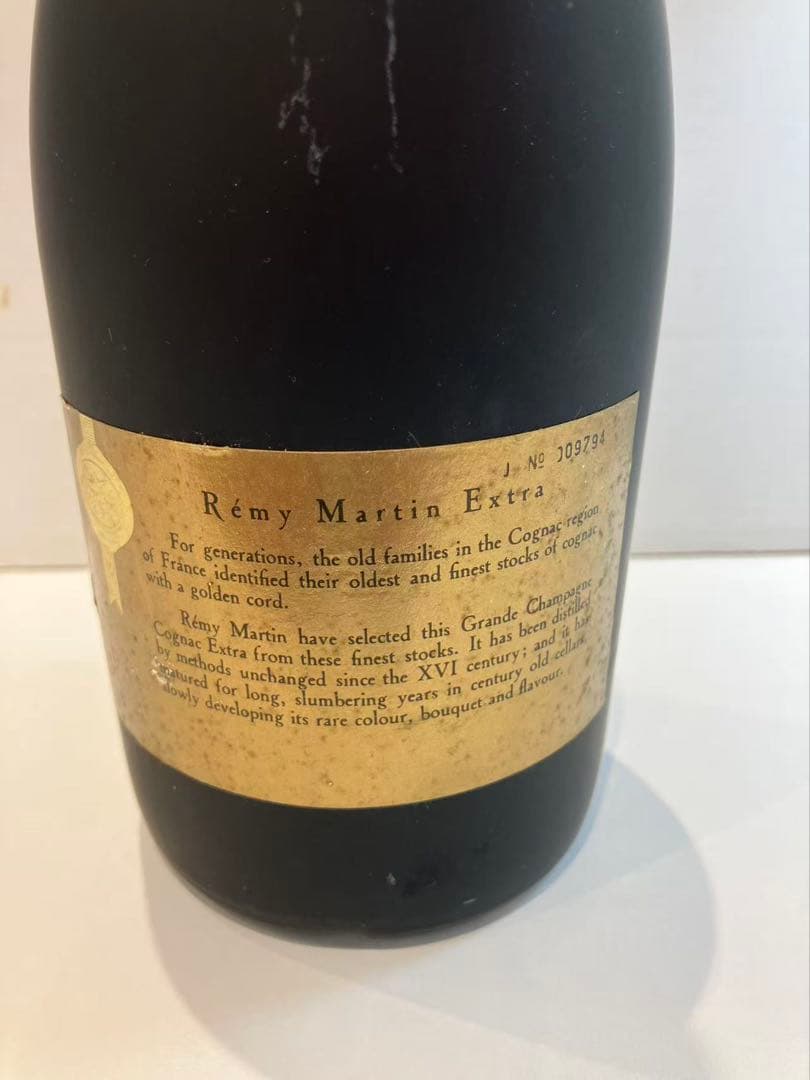 J Nº 009794
Rémy Martin Extra
For generations, the old families in the Cognac region
of France identified their oldest and finest stocks of cognac
with a golden cord.
Rémy Martin have selected this Grande Champagne
Cognac Extra from these finest stocks. It has been distilled
by methods unchanged since the XVI century; and it has
matured for long, slumbering years in century old cellars,
slowly developing its rare colour, bouquet and flavour.